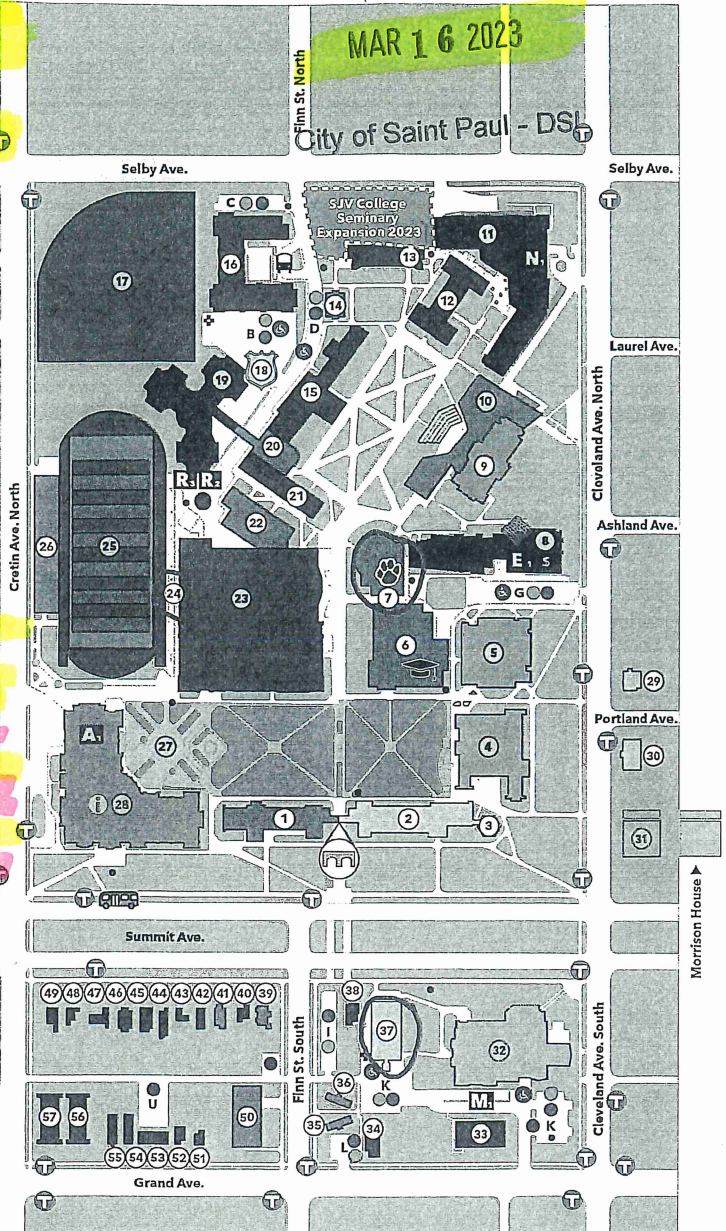 MAR 16 2023
City of Saint Paul - DSI
Finn St. North
T
T
Selby Ave.
Selby Ave.
T
T
C
SJV College
Seminary
Expansion 2023
11
N1
13
16
17
12
14
D
B
Laurel Ave.
18
19
15
10
Cleveland Ave. North
20
9
R3 R2
21
22
Cretin Ave. North
Ashland Ave.
T
26
25
8
E1 S
24
23
7
G
6
5
T
29
Portland Ave.
T
A1
27
4
30
i 28
1
2
3
T
31
T
T
T
T
Morrison House
Summit Ave.
T
T
49 48 47 46 45 44 43 42 41 40 39
38
I
37
32
Finn St. South
Cleveland Ave. South
36
K
M1
T
57 56
U
50
35
34
33
K
L
55 54 53 52 51
T
T
T
T
Grand Ave.
T
T
T